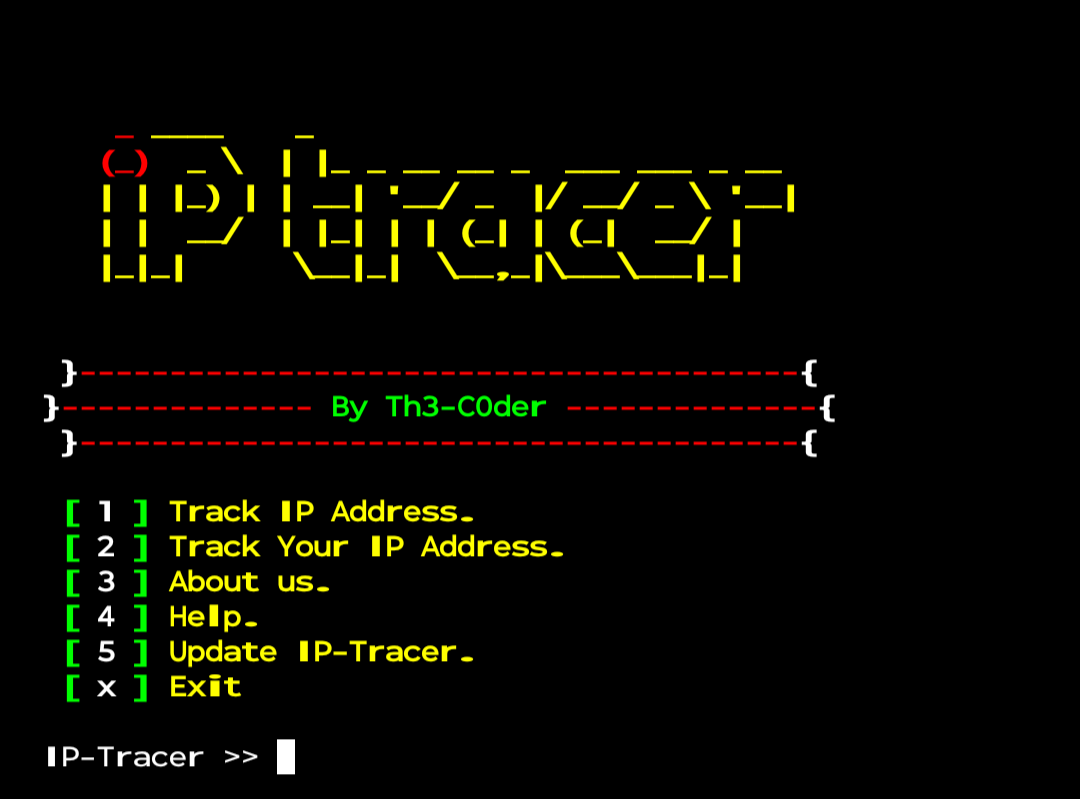 iP tracer
}----------------------------------------{
}-------------- By Th3-C0der --------------{
}----------------------------------------{
[ 1 ] Track IP Address.
[ 2 ] Track Your IP Address.
[ 3 ] About us.
[ 4 ] Help.
[ 5 ] Update IP-Tracer.
[ x ] Exit
IP-Tracer >>